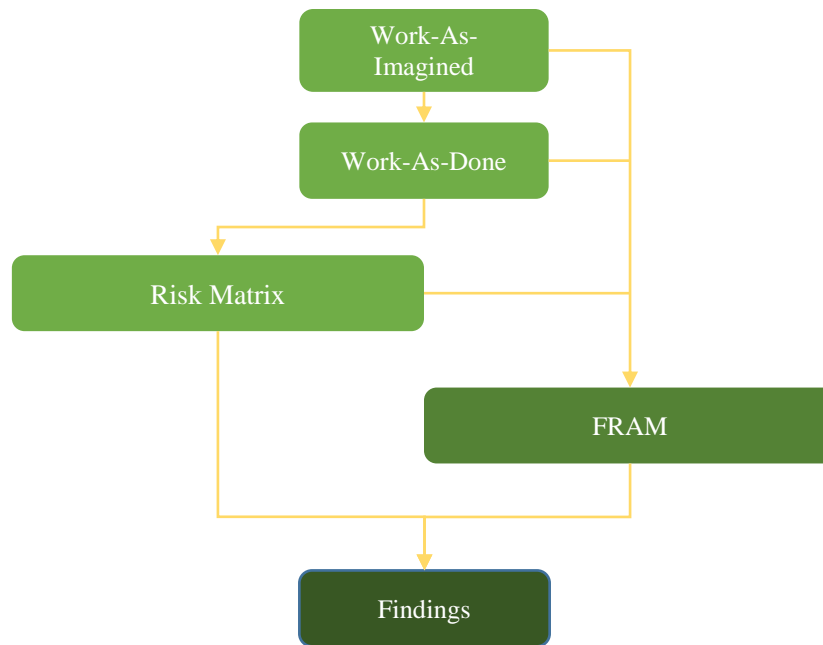 Work-As-
Imagined
Work-As-Done
Risk Matrix
FRAM
Findings